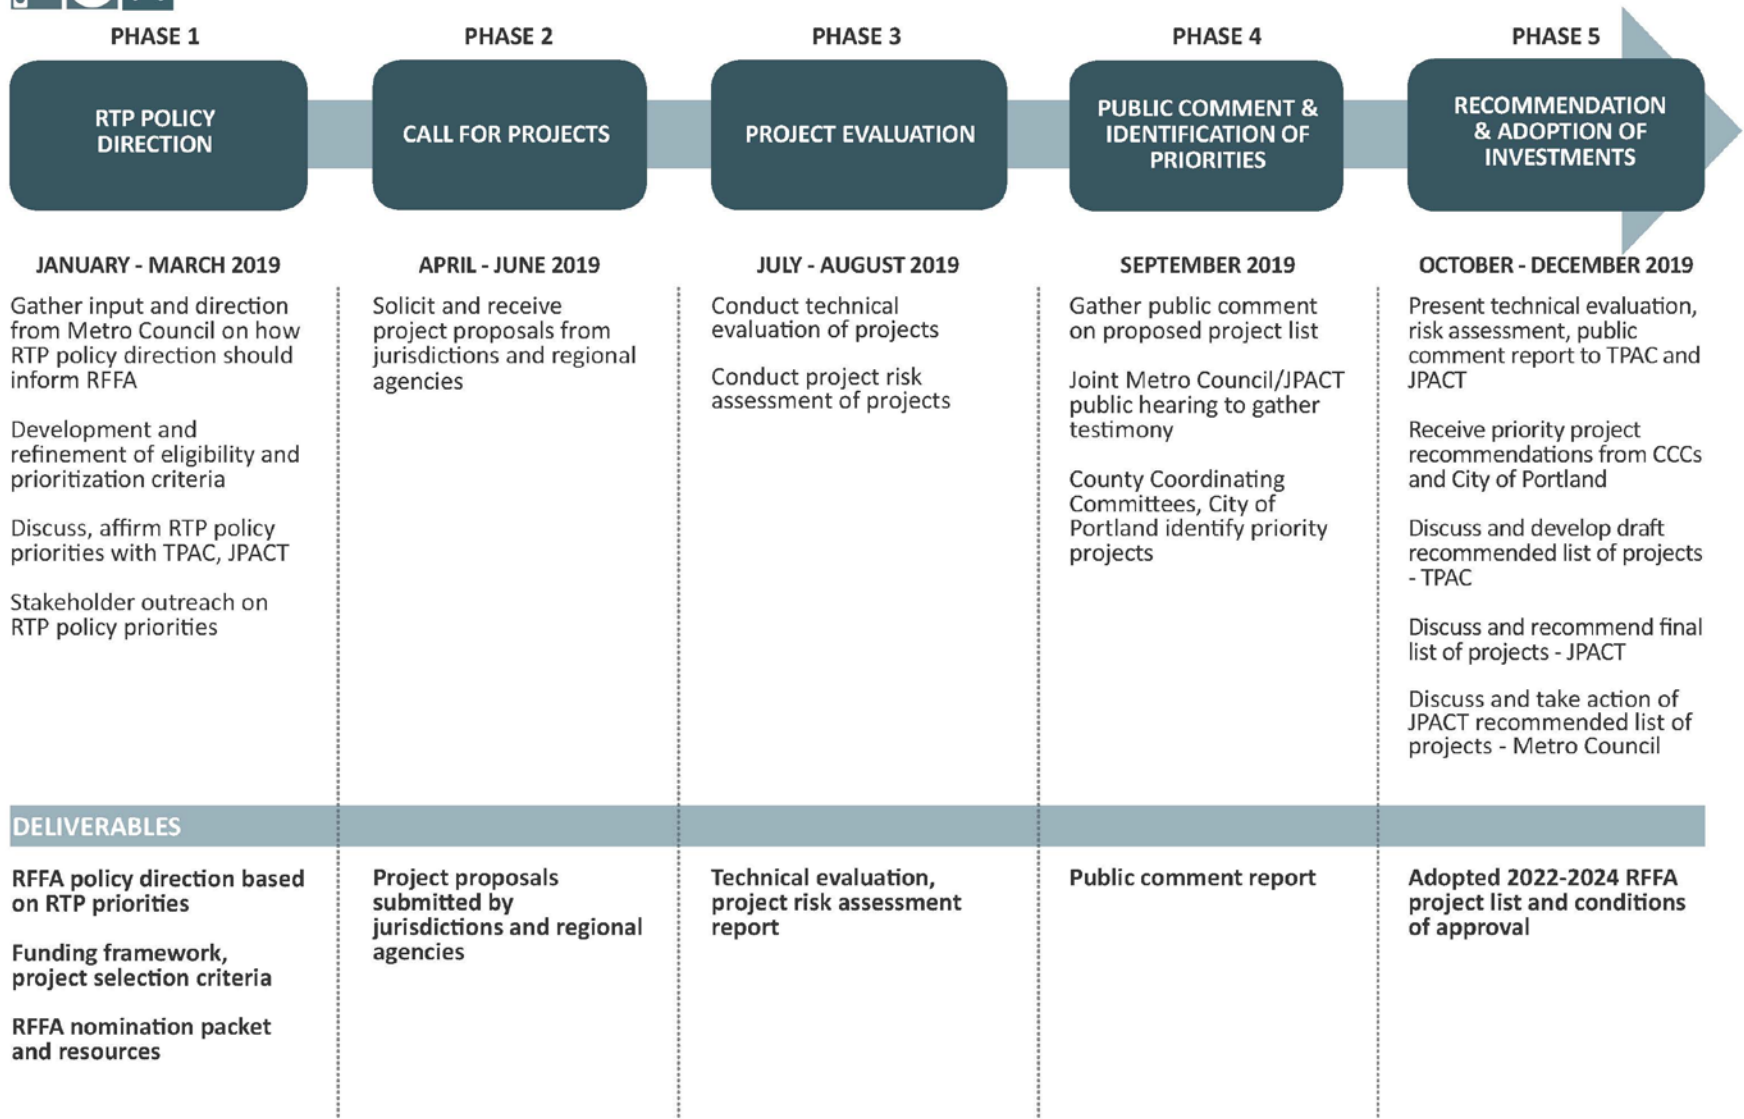 PHASE 1
RTP POLICY
DIRECTION
JANUARY - MARCH 2019
Gather input and direction
from Metro Council on how
RTP policy direction should
inform RFFA
Development and
refinement of eligibility and
prioritization criteria
Discuss, affirm RTP policy
priorities with TPAC, JPACT
Stakeholder outreach on
RTP policy priorities
PHASE 2
CALL FOR PROJECTS
APRIL - JUNE 2019
Solicit and receive
project proposals from
jurisdictions and regional
agencies
PHASE 3
PROJECT EVALUATION
JULY - AUGUST 2019
Conduct technical
evaluation of projects
Conduct project risk
assessment of projects
PHASE 4
PUBLIC COMMENT &
IDENTIFICATION OF
PRIORITIES
SEPTEMBER 2019
Gather public comment
on proposed project list
Joint Metro Council/JPACT
public hearing to gather
testimony
County Coordinating
Committees, City of
Portland identify priority
projects
PHASE 5
RECOMMENDATION
& ADOPTION OF
INVESTMENTS
OCTOBER - DECEMBER 2019
Present technical evaluation,
risk assessment, public
comment report to TPAC and
JPACT
Receive priority project
recommendations from CCCs
and City of Portland
Discuss and develop draft
recommended list of projects
- TPAC
Discuss and recommend final
list of projects - JPACT
Discuss and take action of
JPACT recommended list of
projects - Metro Council
DELIVERABLES
RFFA policy direction based
on RTP priorities
Funding framework,
project selection criteria
RFFA nomination packet
and resources
Project proposals
submitted by
jurisdictions and regional
agencies
Technical evaluation,
project risk assessment
report
Public comment report
Adopted 2022-2024 RFFA
project list and conditions
of approval